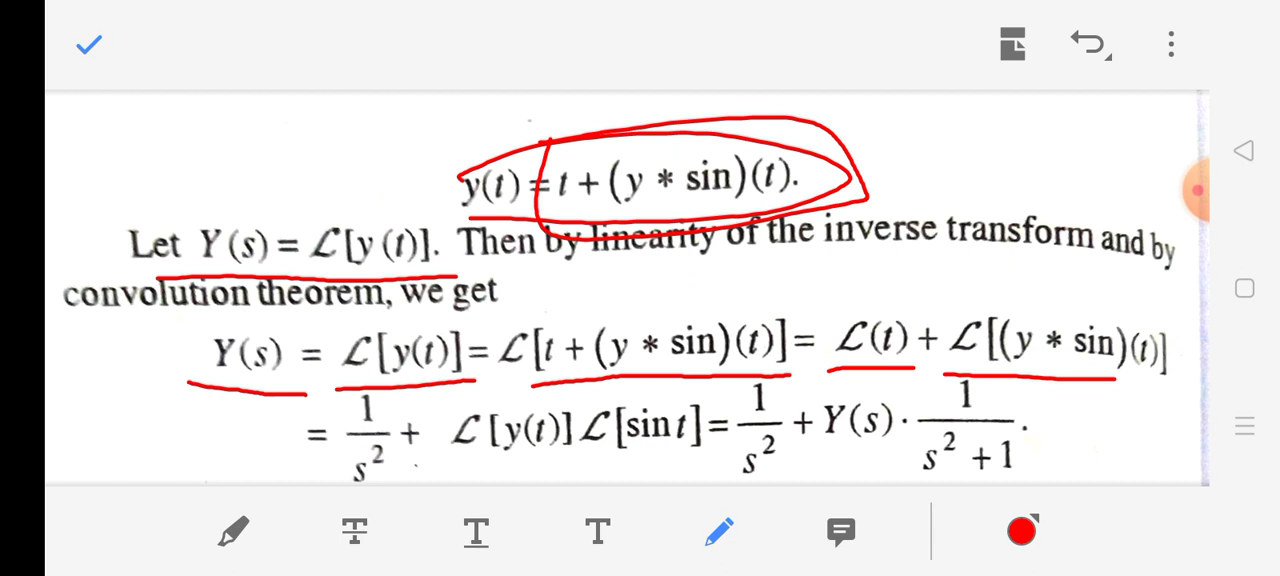 y(t) = t + (y * sin)(t).
Let Y(s) = ℒ[y(t)]. Then by linearity of the inverse transform and by
convolution theorem, we get
Y(s) = ℒ[y(t)] = ℒ[t + (y * sin)(t)] = ℒ(t) + ℒ[(y * sin)(t)]
= 1/s² + ℒ[y(t)] ℒ[sin t] = 1/s² + Y(s) · 1/(s² + 1).
T T T